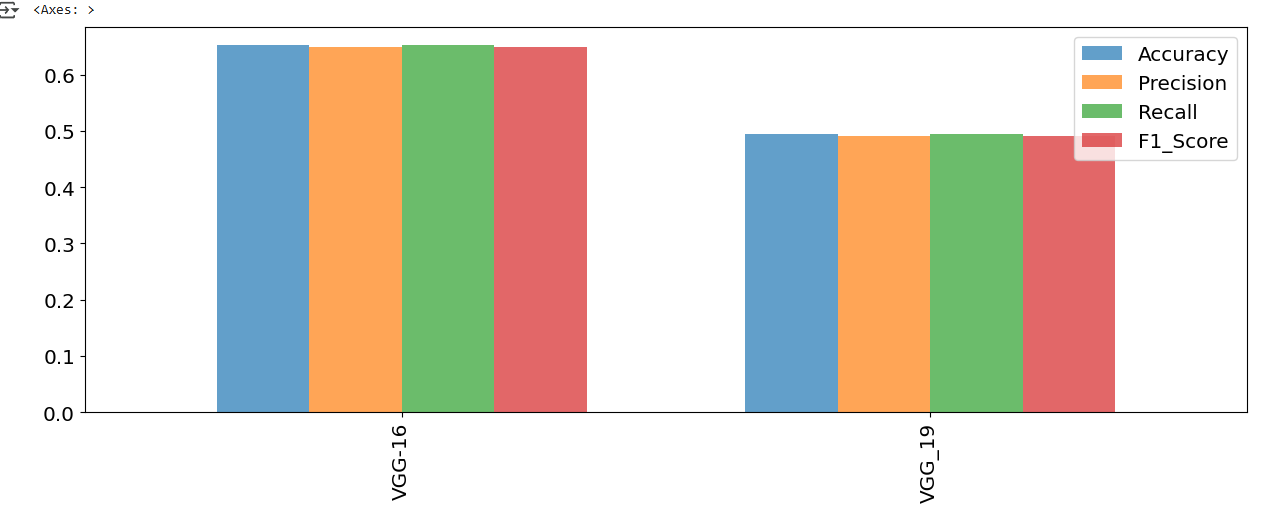 <Axes: >
0.6
0.5
0.4
0.3
0.2
0.1
0.0
Accuracy
Precision
Recall
F1_Score
VGG-16
VGG_19